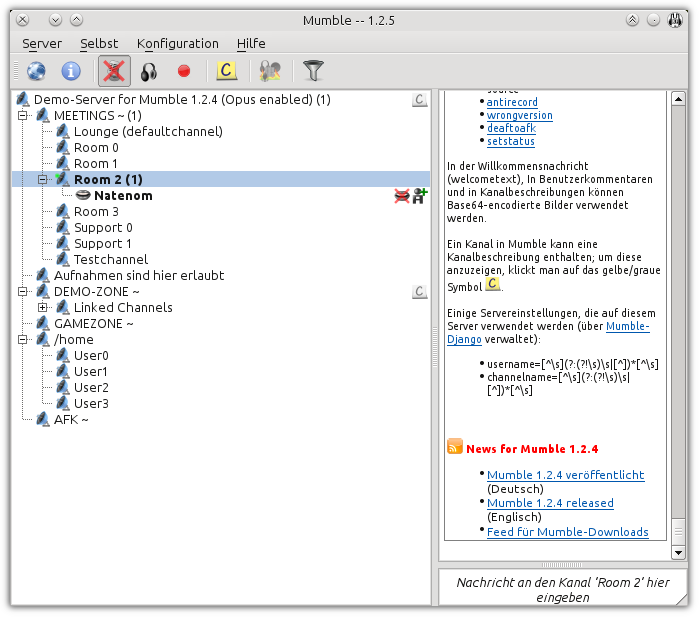 Mumble -- 1.2.5
Server Selbst Konfiguration Hilfe
C
Demo-Server for Mumble 1.2.4 (Opus enabled) (1) C
MEETINGS ~ (1)
Lounge (defaultchannel)
Room 0
Room 1
Room 2 (1)
Natenom
Room 3
Support 0
Support 1
Testchannel
Aufnahmen sind hier erlaubt
DEMO-ZONE ~ C
Linked Channels
GAMEZONE ~
/home
User0
User1
User2
User3
AFK ~
source
antirecord
wrongversion
deaftoafk
setstatus
In der Willkommensnachricht
(welcometext), In Benutzerkommentaren
und in Kanalbeschreibungen können
Base64-encodierte Bilder verwendet
werden.
Ein Kanal in Mumble kann eine
Kanalbeschreibung enthalten; um diese
anzuzeigen, klickt man auf das gelbe/graue
Symbol C.
Einige Servereinstellungen, die auf diesem
Server verwendet werden (über Mumble-
Django verwaltet):
username=[^\s](?:(?!\s)\s|[^])*[^\s]
channelname=[^\s](?:(?!\s)\s|
[^])*[^\s]
News for Mumble 1.2.4
Mumble 1.2.4 veröffentlicht
(Deutsch)
Mumble 1.2.4 released
(Englisch)
Feed für Mumble-Downloads
Nachricht an den Kanal 'Room 2' hier
eingeben